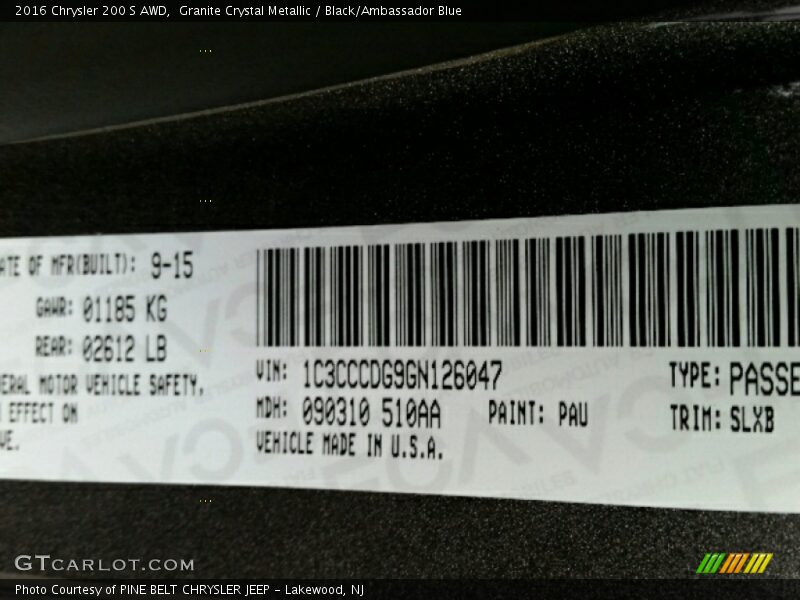 2016 Chrysler 200 S AWD, Granite Crystal Metallic / Black/Ambassador Blue
ATE OF MFR(BUILT): 9-15
GAWR: 01185 KG
REAR: 02612 LB
ERAL MOTOR VEHICLE SAFETY,
EFFECT ON
VE.
VIN: 1C3CCCDG9GN126047
MDH: 090310 510AA PAINT: PAU
VEHICLE MADE IN U.S.A.
TYPE: PASSE
TRIM: SLXB
GTCARLOT.COM
Photo Courtesy of PINE BELT CHRYSLER JEEP - Lakewood, NJ